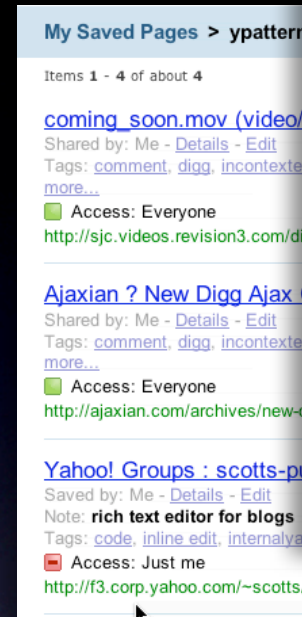 My Saved Pages > ypattern
Items 1 - 4 of about 4
coming_soon.mov (video/
Shared by: Me - Details - Edit
Tags: comment, digg, incontexte
more...
Access: Everyone
http://sjc.videos.revision3.com/di
Ajaxian ? New Digg Ajax
Shared by: Me - Details - Edit
Tags: comment, digg, incontexte
more...
Access: Everyone
http://ajaxian.com/archives/new-
Yahoo! Groups : scotts-pu
Saved by: Me - Details - Edit
Note: rich text editor for blogs
Tags: code, inline edit, internalya
Access: Just me
http://f3.corp.yahoo.com/~scotts/